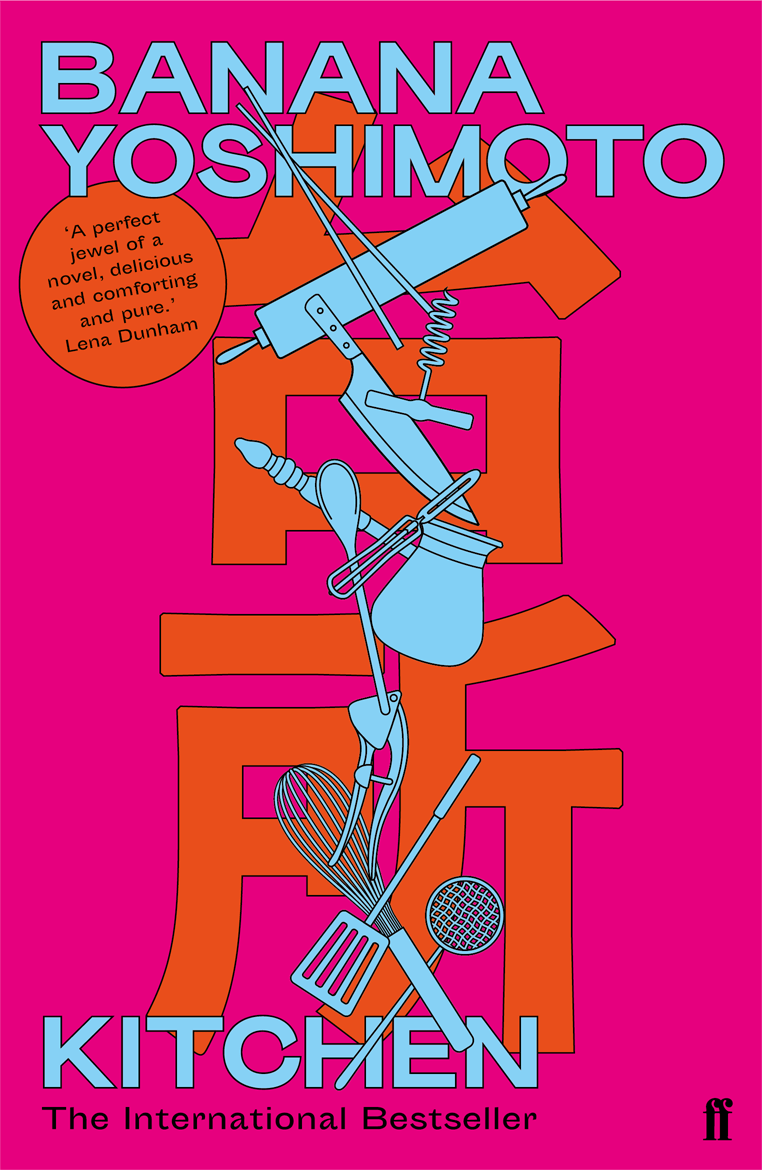 BANANA
YOSHIMOTO
‘A perfect
jewel of a
novel, delicious
and comforting
and pure.’
Lena Dunham
台
所
KITCHEN
The International Bestseller
ff